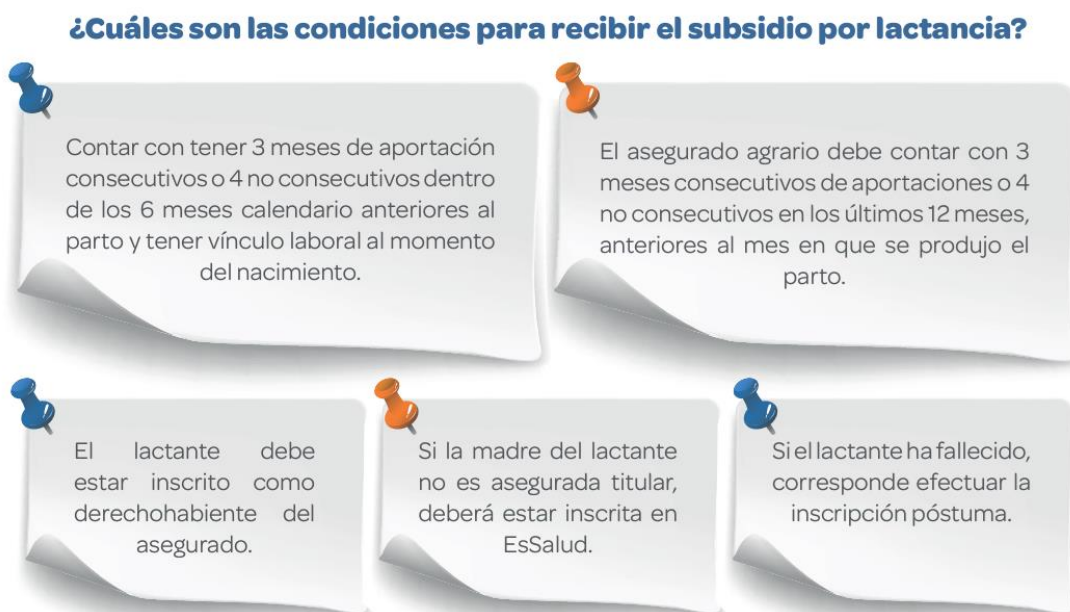 ¿Cuáles son las condiciones para recibir el subsidio por lactancia?
Contar con tener 3 meses de aportación
consecutivos o 4 no consecutivos dentro
de los 6 meses calendario anteriores al
parto y tener vínculo laboral al momento
del nacimiento.
El asegurado agrario debe contar con 3
meses consecutivos de aportaciones o 4
no consecutivos en los últimos 12 meses,
anteriores al mes en que se produjo el
parto.
El lactante debe
estar inscrito como
derechohabiente del
asegurado.
Si la madre del lactante
no es asegurada titular,
deberá estar inscrita en
EsSalud.
Si el lactante ha fallecido,
corresponde efectuar la
inscripción póstuma.